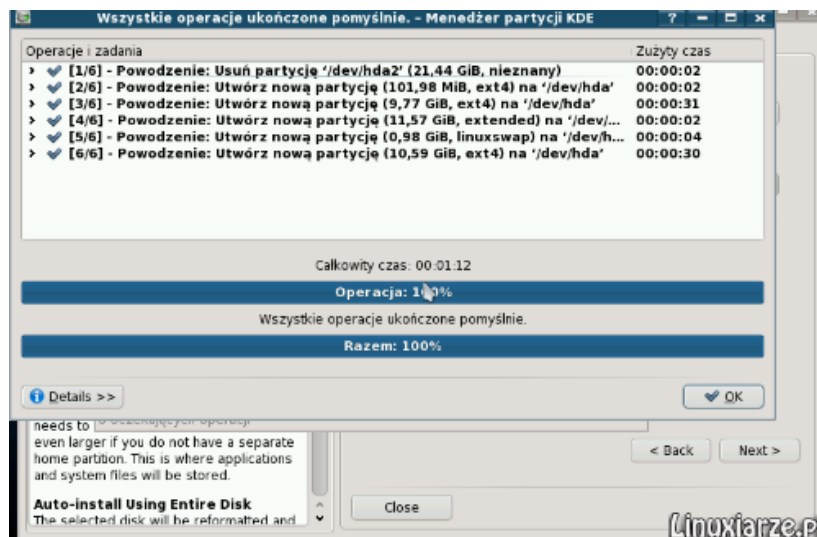 Wszystkie operacje ukończone pomyślnie. – Menedżer partycji KDE
Operacje i zadania Zużyty czas
[1/6] - Powodzenie: Usuń partycję ‘/dev/hda2’ (21,44 GiB, nieznany) 00:00:02
[2/6] - Powodzenie: Utwórz nową partycję (101,98 MiB, ext4) na ‘/dev/hda’ 00:00:02
[3/6] - Powodzenie: Utwórz nową partycję (9,77 GiB, ext4) na ‘/dev/hda’ 00:00:31
[4/6] - Powodzenie: Utwórz nową partycję (11,57 GiB, extended) na ‘/dev/... 00:00:02
[5/6] - Powodzenie: Utwórz nową partycję (0,98 GiB, linuxswap) na ‘/dev/h... 00:00:04
[6/6] - Powodzenie: Utwórz nową partycję (10,59 GiB, ext4) na ‘/dev/hda’ 00:00:30
Całkowity czas: 00:01:12
Operacja: 100%
Wszystkie operacje ukończone pomyślnie.
Razem: 100%
Details >>
OK
needs to
even larger if you do not have a separate
home partition. This is where applications
and system files will be stored.
< Back Next >
Auto-install Using Entire Disk
The selected disk will be reformatted and
Close
Linuxiarze.p